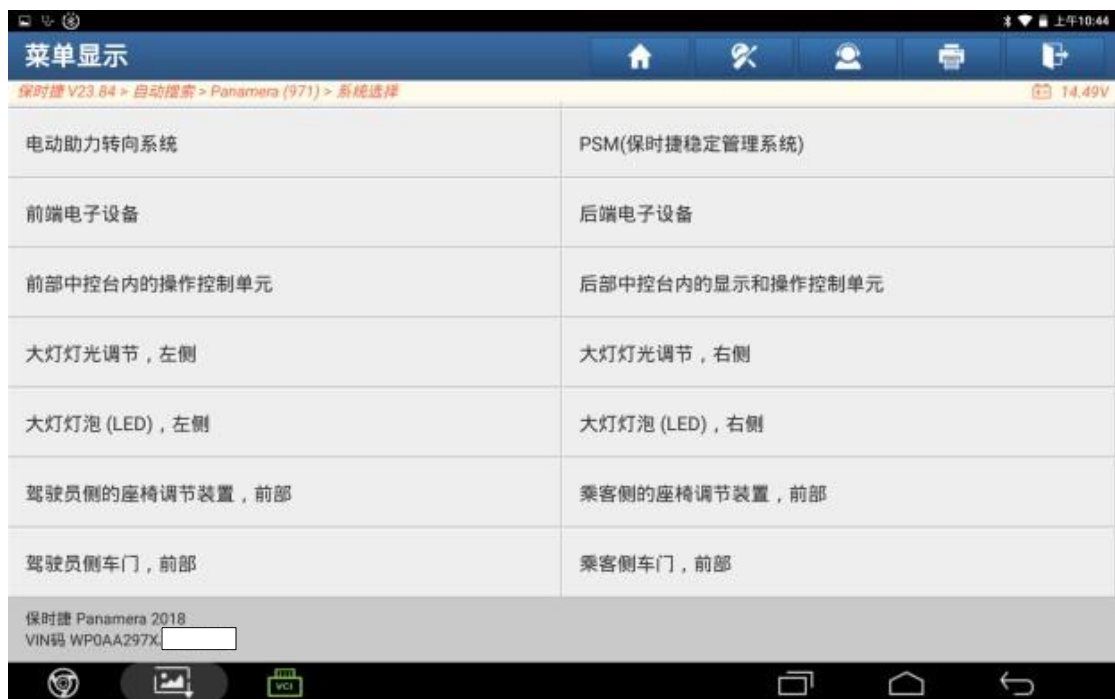 上午10:44
菜单显示
保时捷 V23.84 > 自动搜索 > Panamera (971) > 系统选择
14.49V
电动助力转向系统
PSM(保时捷稳定管理系统)
前端电子设备
后端电子设备
前部中控台内的操作控制单元
后部中控台内的显示和操作控制单元
大灯灯光调节，左侧
大灯灯光调节，右侧
大灯灯泡 (LED)，左侧
大灯灯泡 (LED)，右侧
驾驶员侧的座椅调节装置，前部
乘客侧的座椅调节装置，前部
驾驶员侧车门，前部
乘客侧车门，前部
保时捷 Panamera 2018
VIN码 WP0AA297X
VCI